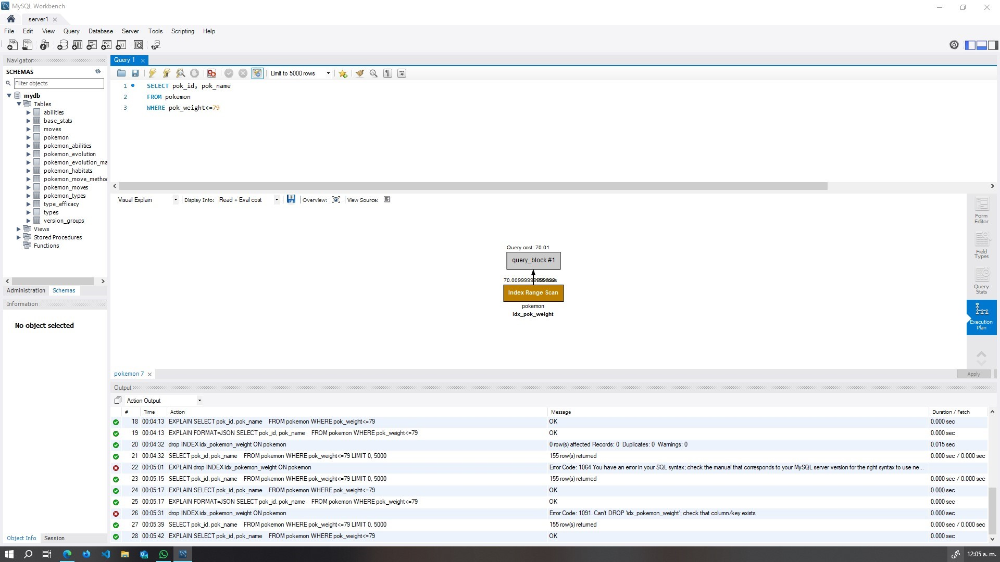 MySQL Workbench
server1
File Edit View Query Database Server Tools Scripting Help
Navigator
SCHEMAS
Filter objects
mydb
Tables
abilities
base_stats
moves
pokemon
pokemon_abilities
pokemon_evolution
pokemon_evolution_ma
pokemon_habitats
pokemon_move_method
pokemon_moves
pokemon_types
type_efficacy
types
version_groups
Views
Stored Procedures
Functions
Administration Schemas
Information
No object selected
Object Info Session
Query 1
Limit to 5000 rows
1 SELECT pok_id, pok_name
2 FROM pokemon
3 WHERE pok_weight<=79
Visual Explain Display Info: Read + Eval cost Overview: View Source:
Query cost: 70.01
query_block #1
Index Range Scan
pokemon
idx_pok_weight
Form
Editor
Field
Types
Query
Stats
Execution
Plan
pokemon 7
Apply
Output
Action Output
# Time Action Message Duration / Fetch
18 00:04:13 EXPLAIN SELECT pok_id, pok_name FROM pokemon WHERE pok_weight<=79 OK 0.000 sec
19 00:04:13 EXPLAIN FORMAT=JSON SELECT pok_id, pok_name FROM pokemon WHERE pok_weight<=79 OK 0.000 sec
20 00:04:32 drop INDEX idx_pokemon_weight ON pokemon 0 row(s) affected Records: 0 Duplicates: 0 Warnings: 0 0.015 sec
21 00:04:32 SELECT pok_id, pok_name FROM pokemon WHERE pok_weight<=79 LIMIT 0, 5000 155 row(s) returned 0.000 sec / 0.000 sec
22 00:05:01 EXPLAIN drop INDEX idx_pokemon_weight ON pokemon Error Code: 1064 You have an error in your SQL syntax; check the manual that corresponds to your MySQL server version for the right syntax to use ne...
23 00:05:15 SELECT pok_id, pok_name FROM pokemon WHERE pok_weight<=79 LIMIT 0, 5000 155 row(s) returned 0.000 sec / 0.000 sec
24 00:05:17 EXPLAIN SELECT pok_id, pok_name FROM pokemon WHERE pok_weight<=79 OK 0.000 sec
25 00:05:17 EXPLAIN FORMAT=JSON SELECT pok_id, pok_name FROM pokemon WHERE pok_weight<=79 OK 0.000 sec
26 00:05:31 drop INDEX idx_pokemon_weight ON pokemon Error Code: 1091. Can't DROP 'idx_pokemon_weight'; check that column/key exists 0.000 sec
27 00:05:39 SELECT pok_id, pok_name FROM pokemon WHERE pok_weight<=79 LIMIT 0, 5000 155 row(s) returned 0.000 sec / 0.000 sec
28 00:05:42 EXPLAIN SELECT pok_id, pok_name FROM pokemon WHERE pok_weight<=79 OK 0.000 sec
12:05 a. m.